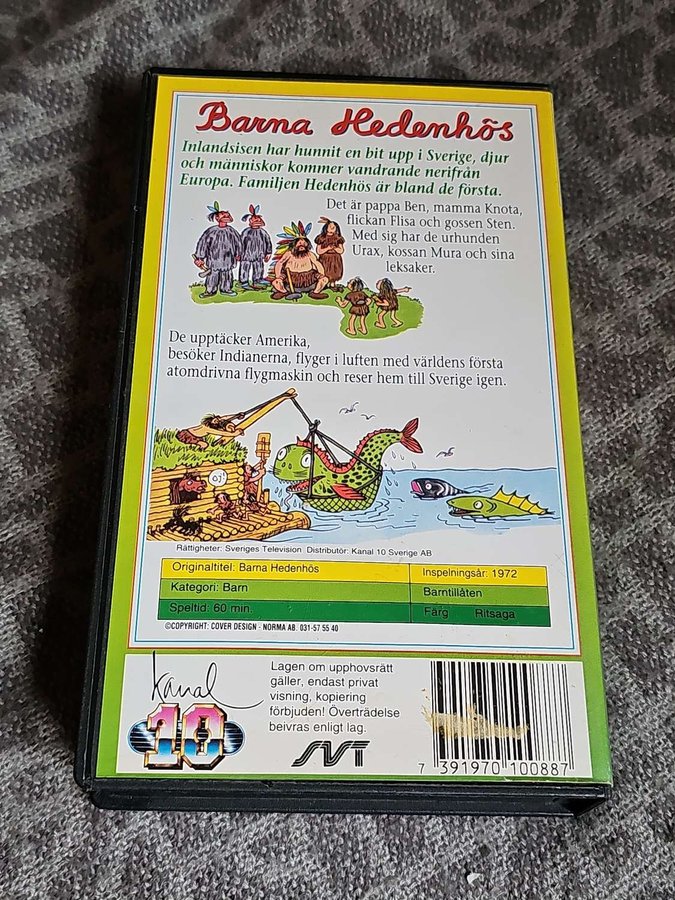 Barna Hedenhös
Inlandsisen har hunnit en bit upp i Sverige, djur
och människor kommer vandrande nerifrån
Europa. Familjen Hedenhös är bland de första.
Det är pappa Ben, mamma Knota,
flickan Flisa och gossen Sten.
Med sig har de urhunden
Urax, kossan Mura och sina
leksaker.
De upptäcker Amerika,
besöker Indianerna, flyger i luften med världens första
atomdrivna flygmaskin och reser hem till Sverige igen.
oj!
Rättigheter: Sveriges Television Distributör: Kanal 10 Sverige AB
Originaltitel: Barna Hedenhös Inspelningsår: 1972
Kategori: Barn Barntillåten
Speltid: 60 min. Färg Ritsaga
©COPYRIGHT: COVER DESIGN - NORMA AB. 031-57 55 40
kanal
10
Lagen om upphovsrätt
gäller, endast privat
visning, kopiering
förbjuden! Överträdelse
beivras enligt lag.
SVT
7 391970 100887